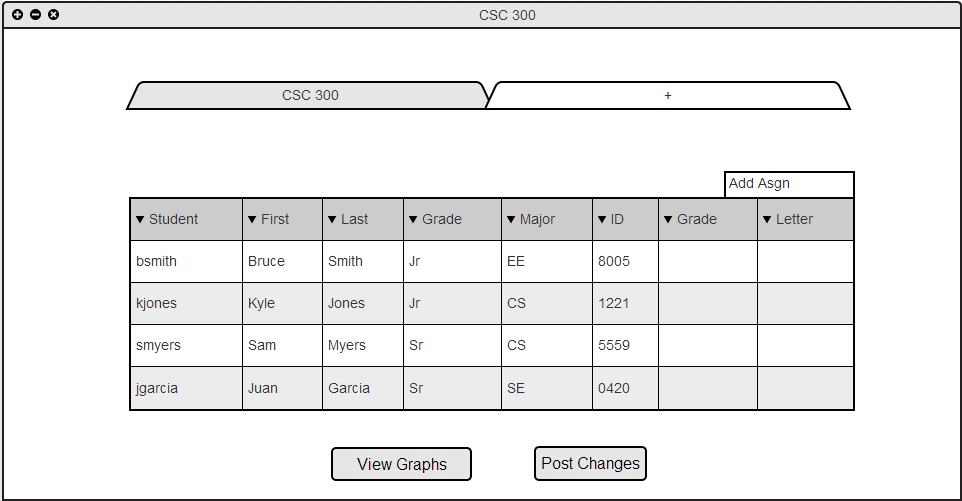 CSC 300
CSC 300 +
Add Asgn
Student First Last Grade Major ID Grade Letter
bsmith Bruce Smith Jr EE 8005
kjones Kyle Jones Jr CS 1221
smyers Sam Myers Sr CS 5559
jgarcia Juan Garcia Sr SE 0420
View Graphs Post Changes